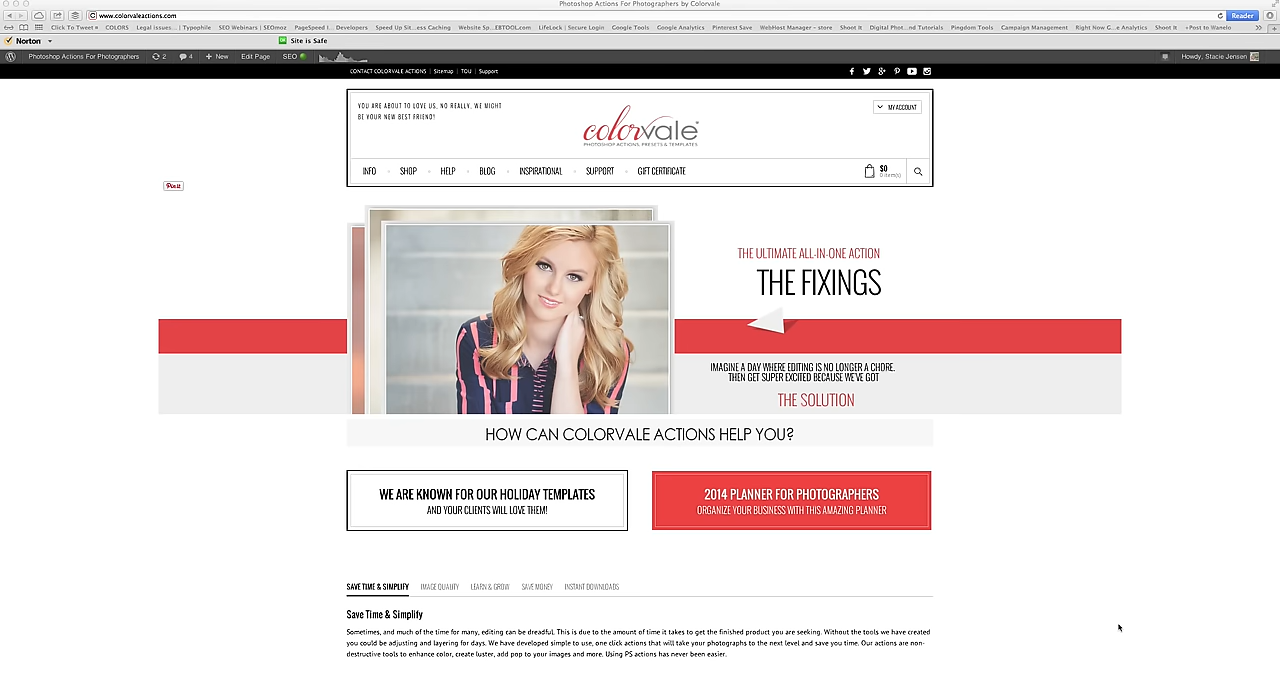 Photoshop Actions For Photographers by Colorvale
www.colorvaleactions.com
Reader
Click To Tweet
COLORS
Legal issues... | Typophile
SEO Webinars | SEOmoz
PageSpeed I... Developers
Speed Up Sit...ess Caching
Website Sp...EBTOOL.com
LifeLock | Secure Login
Google Tools
Google Analytics
Pinterest Save
WebHost Manager - store
Shoot It
Digital Phot...nd Tutorials
Pingdom Tools
Campaign Management
Right Now G...e Analytics
Shoot It
+Post to Wanelo
Norton
Site is Safe
Photoshop Actions For Photographers
2
4
+ New
Edit Page
SEO
Howdy, Stacie Jensen
CONTACT COLORVALE ACTIONS | Sitemap | TOU | Support
YOU ARE ABOUT TO LOVE US, NO REALLY, WE MIGHT
BE YOUR NEW BEST FRIEND!
colorvale
PHOTOSHOP ACTIONS, PRESETS & TEMPLATES
MY ACCOUNT
INFO
SHOP
HELP
BLOG
INSPIRATIONAL
SUPPORT
GIFT CERTIFICATE
$0
0 item(s)
Pin it
THE ULTIMATE ALL-IN-ONE ACTION
THE FIXINGS
IMAGINE A DAY WHERE EDITING IS NO LONGER A CHORE.
THEN GET SUPER EXCITED BECAUSE WE'VE GOT
THE SOLUTION
HOW CAN COLORVALE ACTIONS HELP YOU?
WE ARE KNOWN FOR OUR HOLIDAY TEMPLATES
AND YOUR CLIENTS WILL LOVE THEM!
2014 PLANNER FOR PHOTOGRAPHERS
ORGANIZE YOUR BUSINESS WITH THIS AMAZING PLANNER
SAVE TIME & SIMPLIFY
IMAGE QUALITY
LEARN & GROW
SAVE MONEY
INSTANT DOWNLOADS
Save Time & Simplify
Sometimes, and much of the time for many, editing can be dreadful. This is due to the amount of time it takes to get the finished product you are seeking. Without the tools we have created
you could be adjusting and layering for days. We have developed simple to use, one click actions that will take your photographs to the next level and save you time. Our actions are non-
destructive tools to enhance color, create luster, add pop to your images and more. Using PS actions has never been easier.